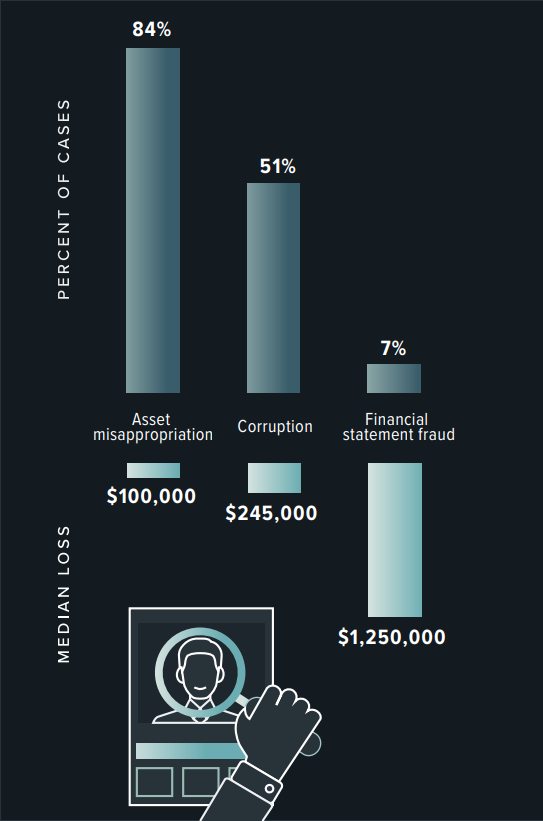 84%
PERCENT OF CASES
51%
7%
Asset
misappropriation
Corruption
Financial
statement fraud
$100,000
$245,000
MEDIAN LOSS
$1,250,000